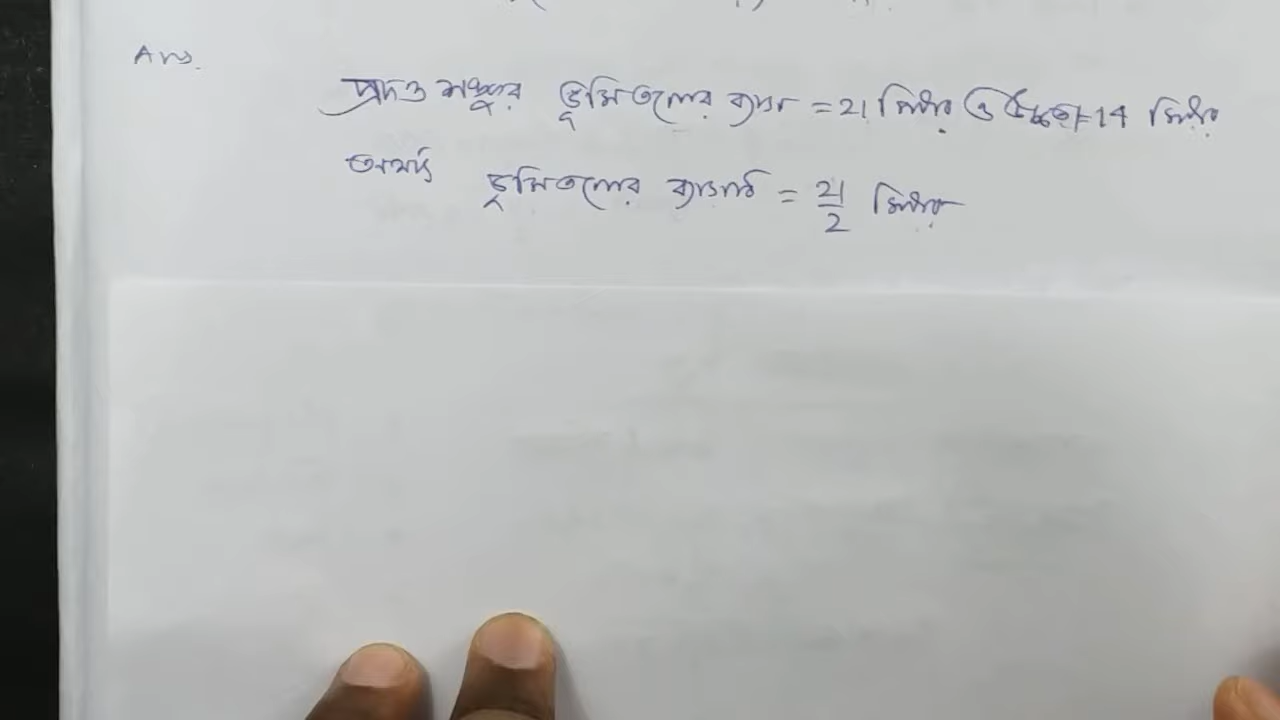 Ans.
প্রদত্ত শঙ্কুর ভূমিতলের ব্যাস = 21 মিটার ও উচ্চতা = 14 মিটার
অর্থাৎ ভূমিতলের ব্যাসার্ধ = 21/2 মিটার